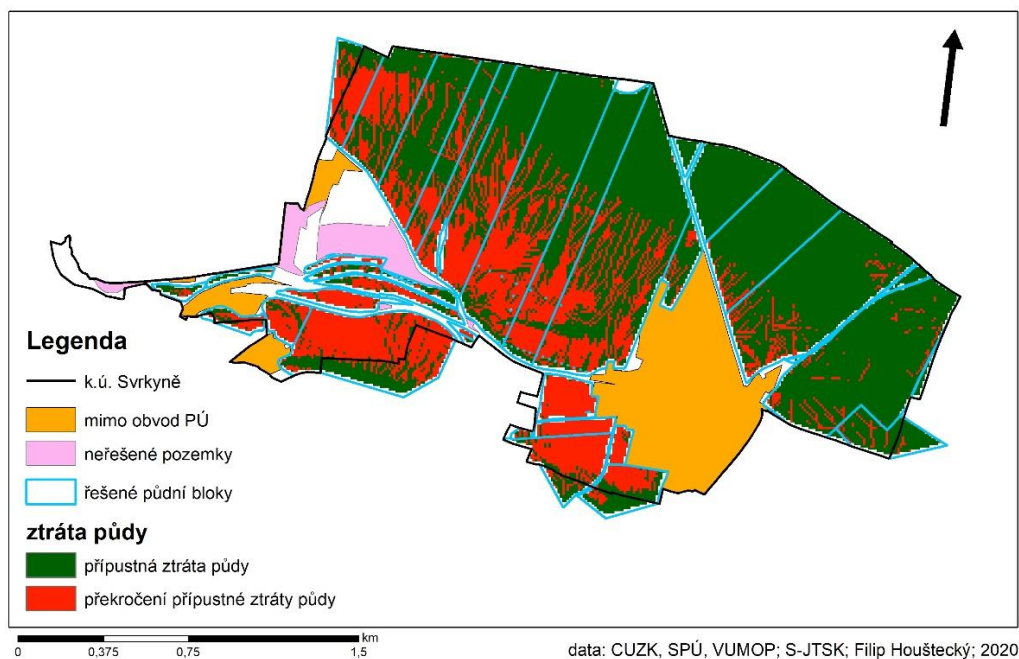 Legenda
k.ú. Svrkyně
mimo obvod PÚ
neřešené pozemky
řešené půdní bloky
ztráta půdy
přípustná ztráta půdy
překročení přípustné ztráty půdy
km
0 0,375 0,75 1,5
data: CUZK, SPÚ, VUMOP; S-JTSK; Filip Houštecký; 2020